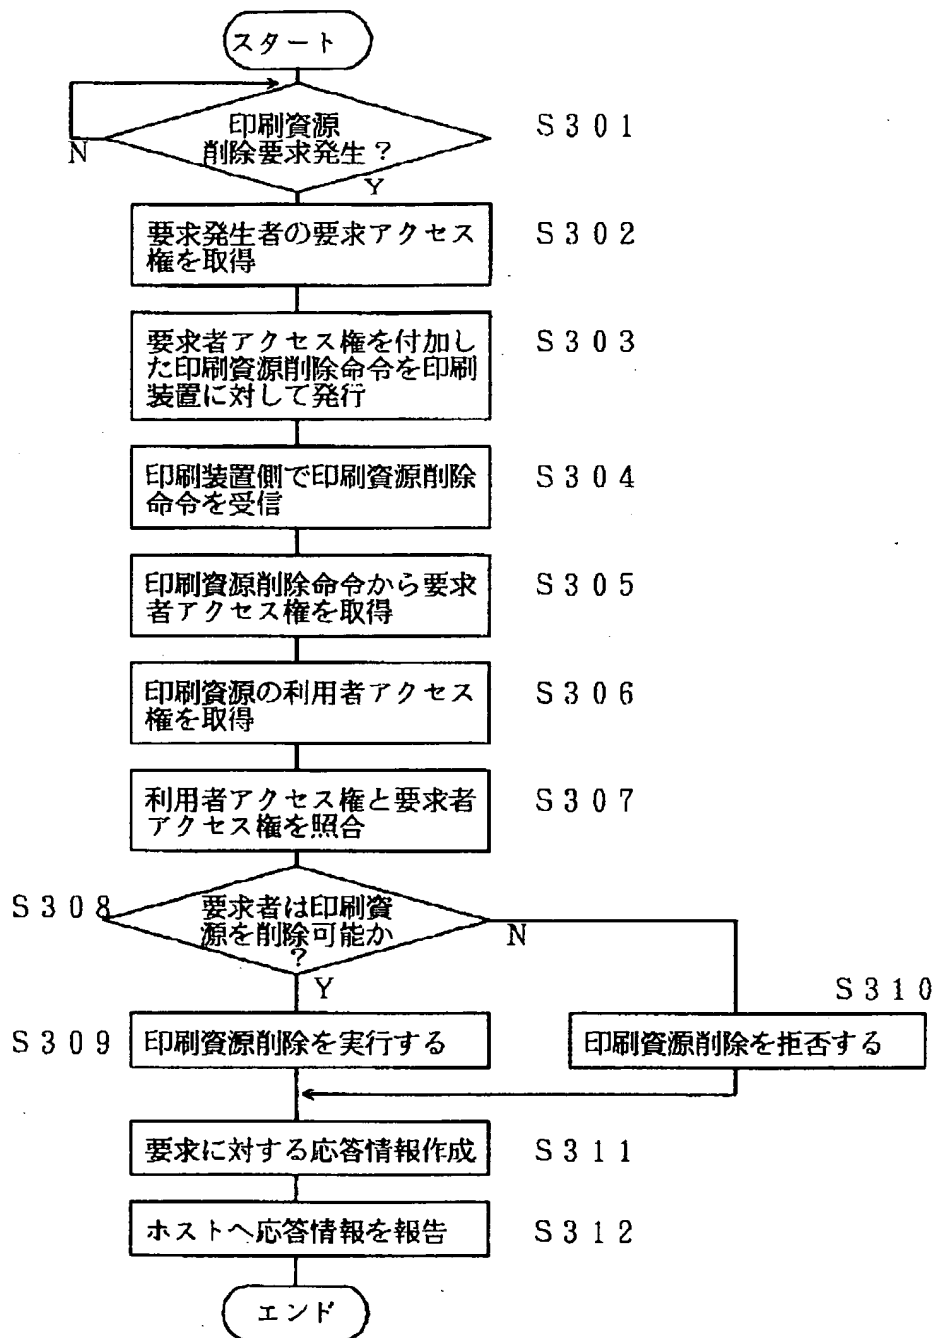 スタート
印刷資源
削除要求発生？
S301
N
Y
要求発生者の要求アクセス
権を取得
S302
要求者アクセス権を付加し
た印刷資源削除命令を印刷
装置に対して発行
S303
印刷装置側で印刷資源削除
命令を受信
S304
印刷資源削除命令から要求
者アクセス権を取得
S305
印刷資源の利用者アクセス
権を取得
S306
利用者アクセス権と要求者
アクセス権を照合
S307
S308
要求者は印刷資
源を削除可能か
？
N
Y
S310
S309
印刷資源削除を実行する
印刷資源削除を拒否する
要求に対する応答情報作成
S311
ホストへ応答情報を報告
S312
エンド